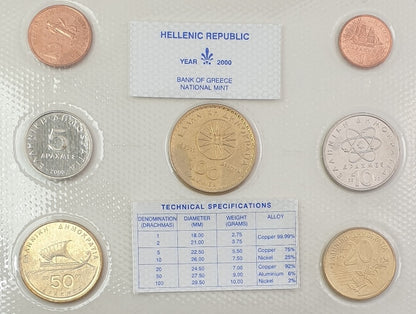 HELLENIC REPUBLIC
YEAR 2000
BANK OF GREECE
NATIONAL MINT
5
ΔΡΑΧΜΕΣ
2000
10
50
ΕΛΛΗΝΙΚΗ ΔΗΜΟΚΡΑΤΙΑ
TECHNICAL SPECIFICATIONS
DENOMINATION DIAMETER WEIGHT ALLOY
(DRACHMAS) (MM) (GRAMS)
1 18.00 2.75 Copper 99.99%
2 21.00 3.75
5 22.50 5.50 Copper 75%
10 26.00 7.50 Nickel 25%
20 24.50 7.00 Copper 92%
50 27.50 9.00 Aluminium 6%
100 29.50 10.00 Nickel 2%